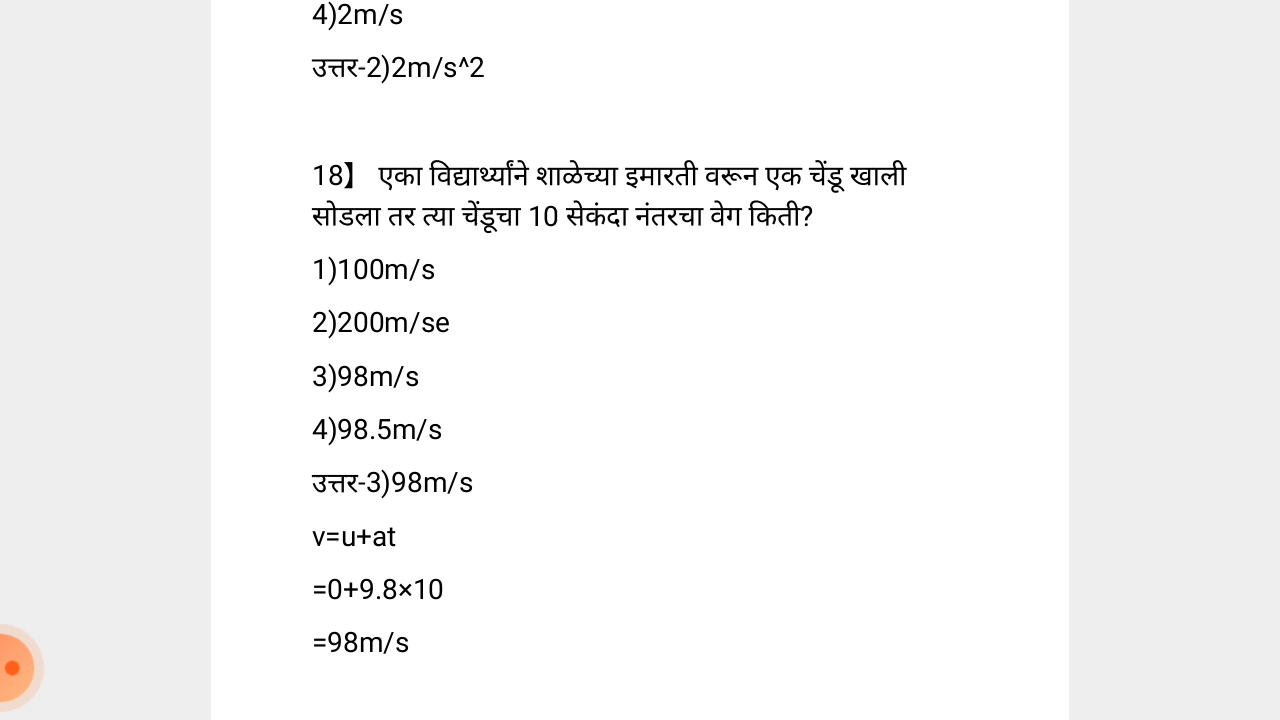 4)2m/s
उत्तर-2)2m/s^2
18】 एका विद्यार्थ्यांने शाळेच्या इमारती वरून एक चेंडू खाली
सोडला तर त्या चेंडूचा 10 सेकंदा नंतरचा वेग किती?
1)100m/s
2)200m/se
3)98m/s
4)98.5m/s
उत्तर-3)98m/s
v=u+at
=0+9.8×10
=98m/s